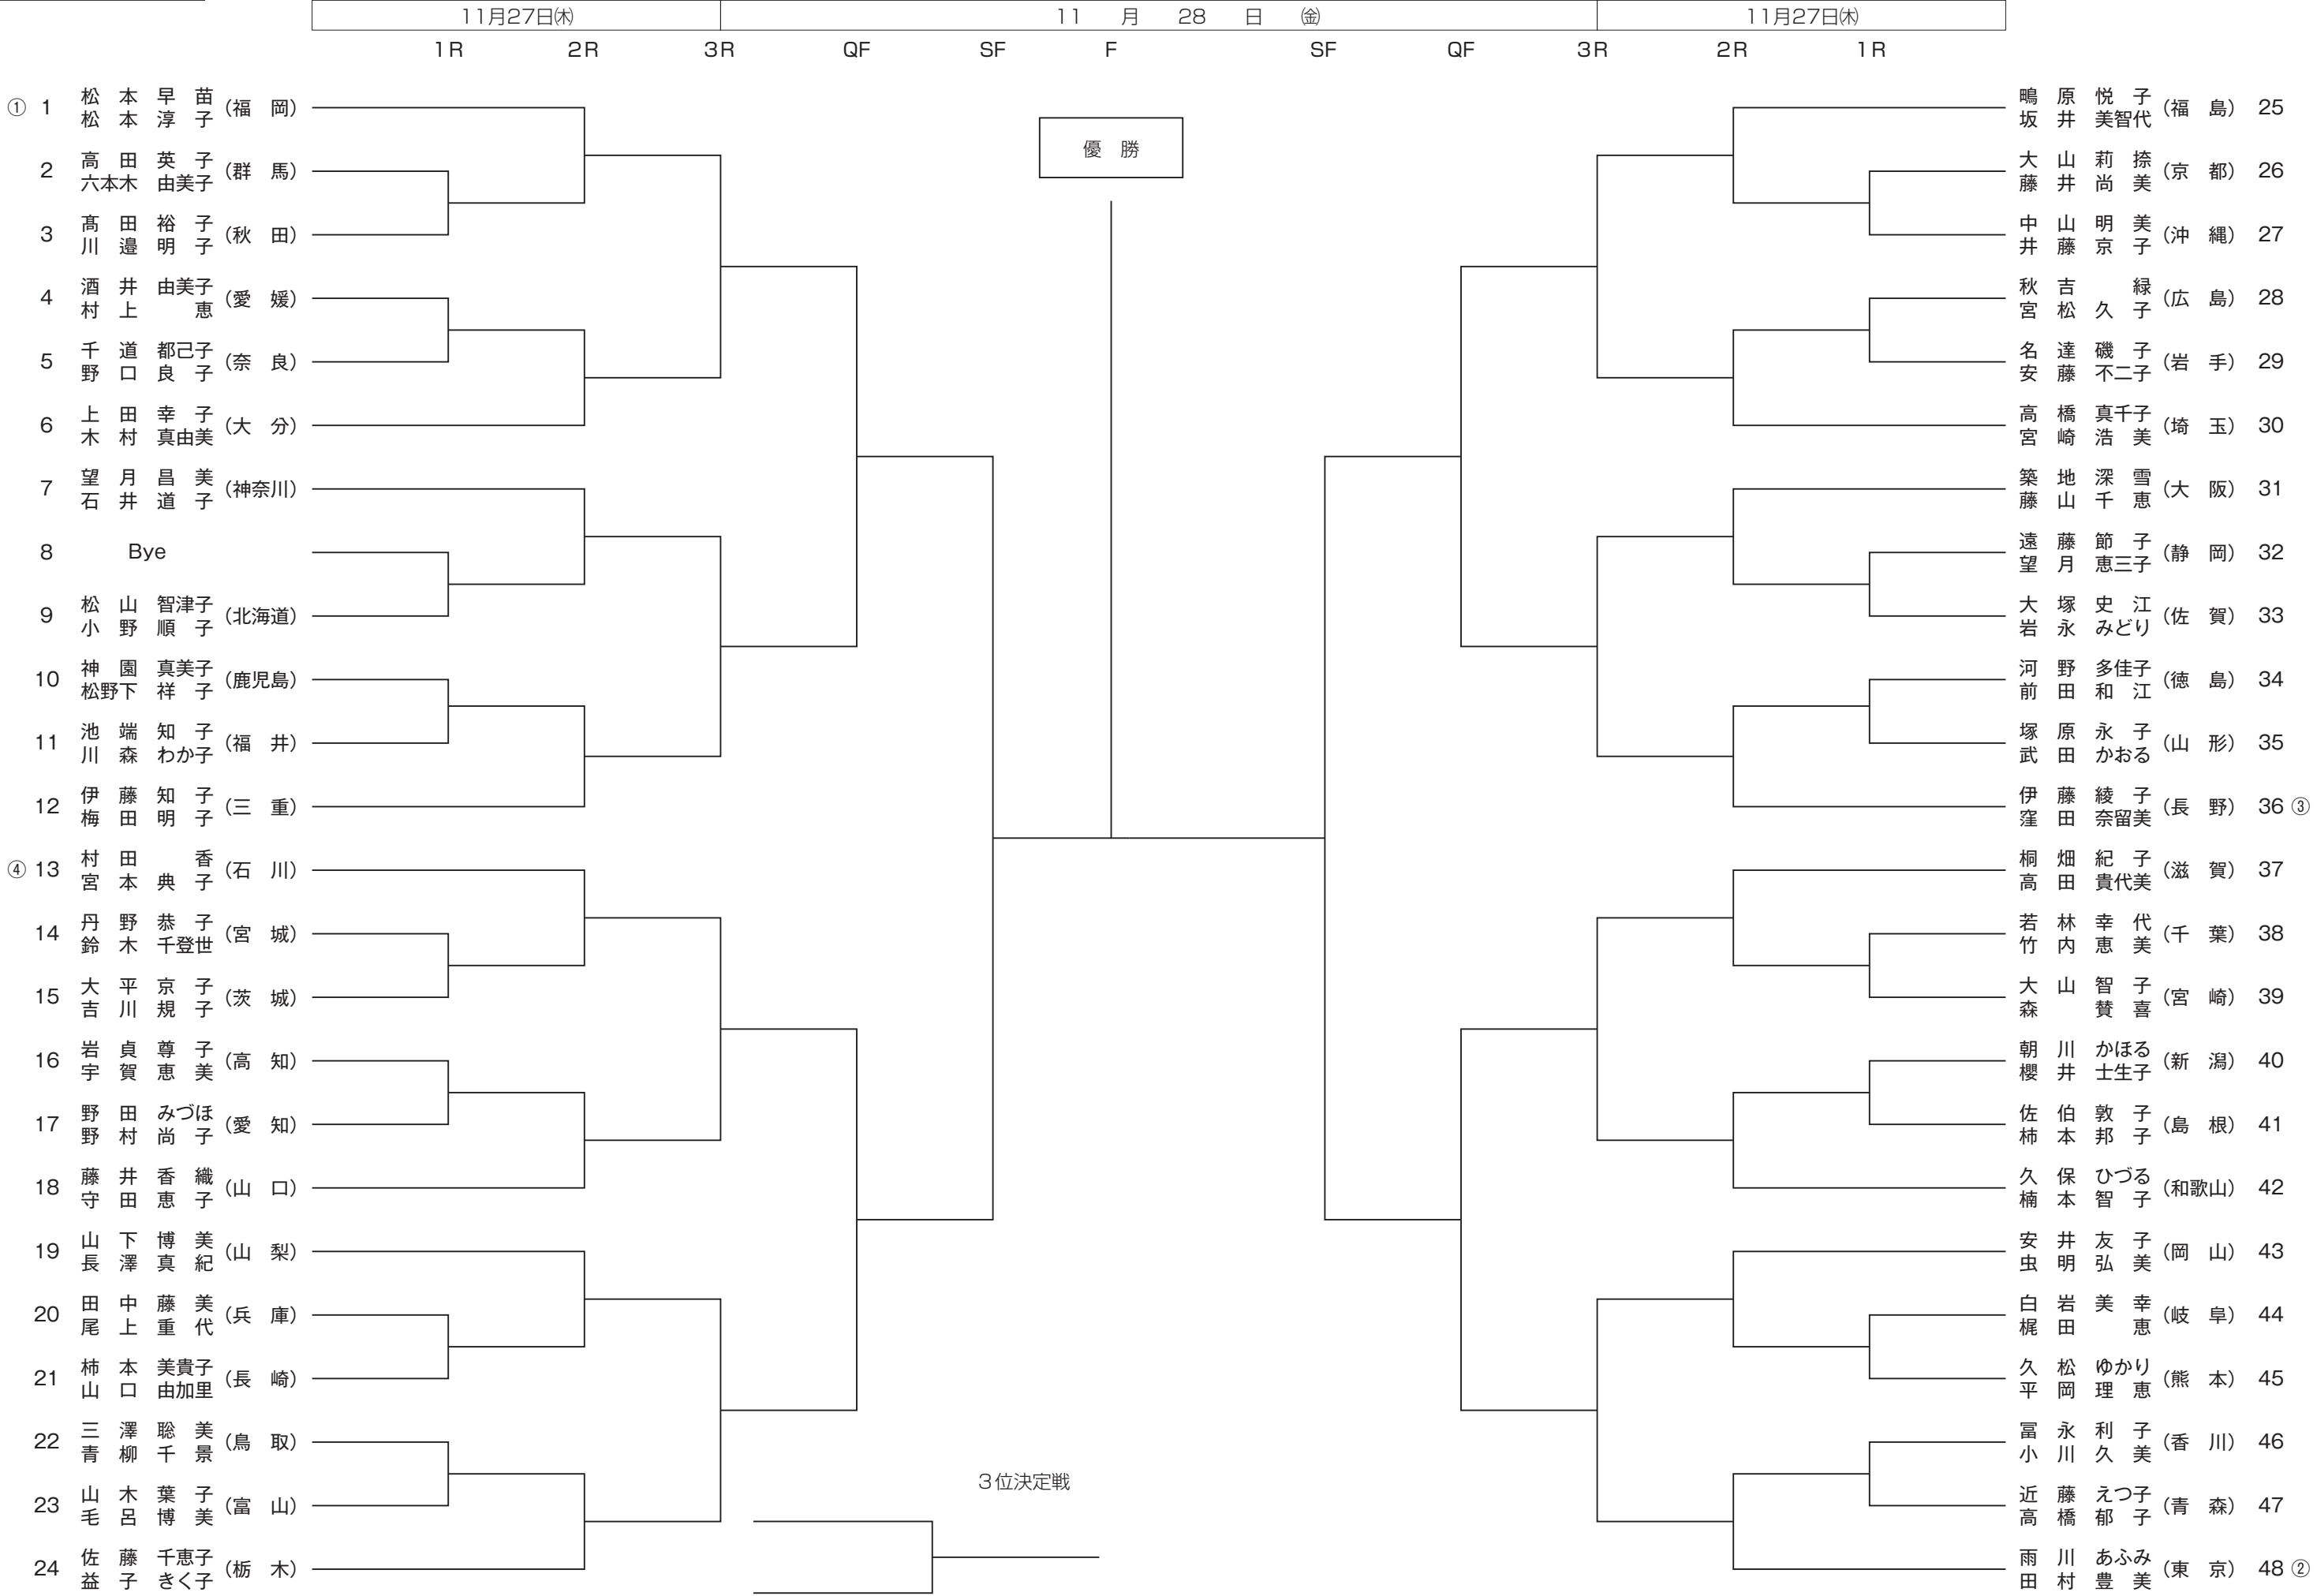 11月27日㈭ 11 月 28 日 ㈮ 11月27日㈭
1R 2R 3R QF SF F SF QF 3R 2R 1R
優 勝
① 1 松本早苗 (福岡)
松本淳子
2 高田英子 (群馬)
六本木由美子
3 髙田裕子 (秋田)
川邉明子
4 酒井由美子 (愛媛)
村上恵
5 千道都己子 (奈良)
野口良子
6 上田幸子 (大分)
木村真由美
7 望月昌美 (神奈川)
石井道子
8 Bye
9 松山智津子 (北海道)
小野順子
10 神園真美子 (鹿児島)
松野下祥子
11 池端知子 (福井)
川森わか子
12 伊藤知子 (三重)
梅田明子
④ 13 村田香 (石川)
宮本典子
14 丹野恭子 (宮城)
鈴木千登世
15 大平京子 (茨城)
吉川規子
16 岩貞尊子 (高知)
宇賀恵美
17 野田みづほ (愛知)
野村尚子
18 藤井香織 (山口)
守田恵子
19 山下博美 (山梨)
長澤真紀
20 田中藤美 (兵庫)
尾上重代
21 柿本美貴子 (長崎)
山口由加里
22 三澤聡美 (鳥取)
青柳千景
23 山木葉子 (富山)
毛呂博美
24 佐藤千恵子 (栃木)
益子きく子
3位決定戦
鴫原悦子 (福島) 25
坂井美智代
大山莉捺 (京都) 26
藤井尚美
中山明美 (沖縄) 27
井藤京子
秋吉緑 (広島) 28
宮松久子
名達磯子 (岩手) 29
安藤不二子
高橋真千子 (埼玉) 30
宮崎浩美
築地深雪 (大阪) 31
藤山千恵
遠藤節子 (静岡) 32
望月恵三子
大塚史江 (佐賀) 33
岩永みどり
河野多佳子 (徳島) 34
前田和江
塚原永子 (山形) 35
武田かおる
伊藤綾子 (長野) 36 ③
窪田奈留美
桐畑紀子 (滋賀) 37
高田貴代美
若林幸代 (千葉) 38
竹内恵美
大山智子 (宮崎) 39
森賛喜
朝川かほる (新潟) 40
櫻井士生子
佐伯敦子 (島根) 41
柿本邦子
久保ひづる (和歌山) 42
楠本智子
安井友子 (岡山) 43
虫明弘美
白岩美幸 (岐阜) 44
梶田恵
久松ゆかり (熊本) 45
平岡理恵
冨永利子 (香川) 46
小川久美
近藤えつ子 (青森) 47
高橋郁子
雨川あふみ (東京) 48 ②
田村豊美